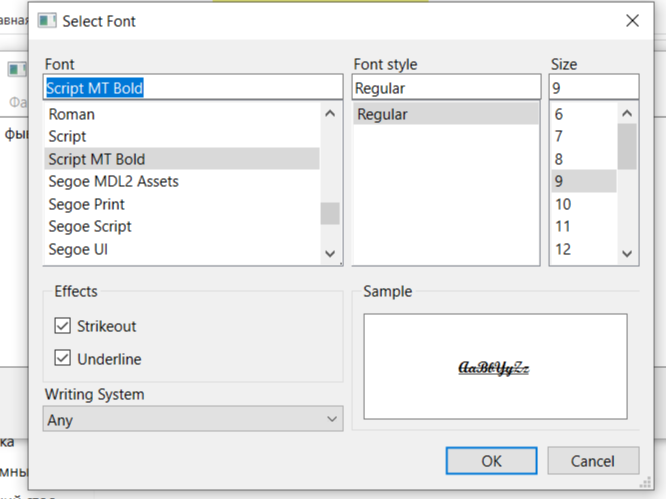 Select Font
Font
Font style
Size
Script MT Bold
Regular
9
Roman
Script
Script MT Bold
Segoe MDL2 Assets
Segoe Print
Segoe Script
Segoe UI
Regular
6
7
8
9
10
11
12
Effects
Strikeout
Underline
Sample
AaBbYyZz
Writing System
Any
OK
Cancel